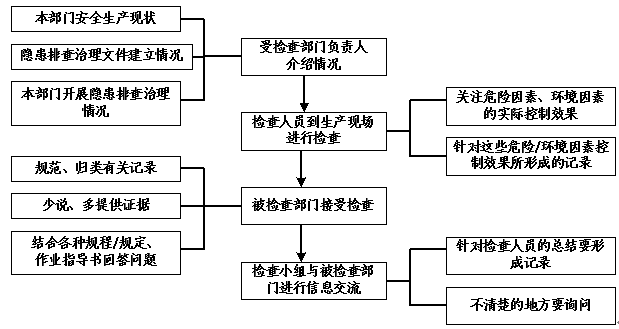 本部门安全生产现状
隐患排查治理文件建立情况
本部门开展隐患排查治理
情况
受检查部门负责人
介绍情况
检查人员到生产现场
进行检查
关注危险因素、环境因素
的实际控制效果
针对这些危险/环境因素控
制效果所形成的记录
规范、归类有关记录
少说、多提供证据
结合各种规程/规定、
作业指导书回答问题
被检查部门接受检查
检查小组与被检查部
门进行信息交流
针对检查人员的总结要形
成记录
不清楚的地方要询问